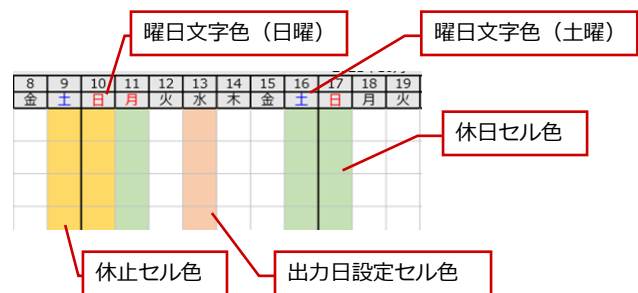 曜日文字色（日曜）
曜日文字色（土曜）
8 9 10 11 12 13 14 15 16 17 18 19
金 土 日 月 火 水 木 金 土 日 月 火
休日セル色
休止セル色
出力日設定セル色